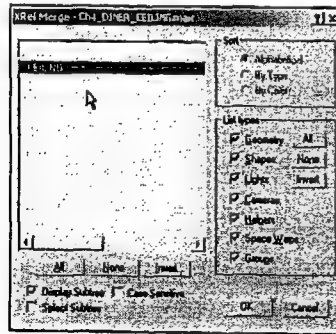 XRef Merge - Ch4_DINER_CEILING.max
CEILING
Sort
Alphabetical
By Type
By Color
List Types
Geometry
All
Shapes
None
Lights
Invert
Cameras
Helpers
Space Warps
Groups
All
None
Invert
Display Subtree
Case Sensitive
Select Subtree
OK
Cancel